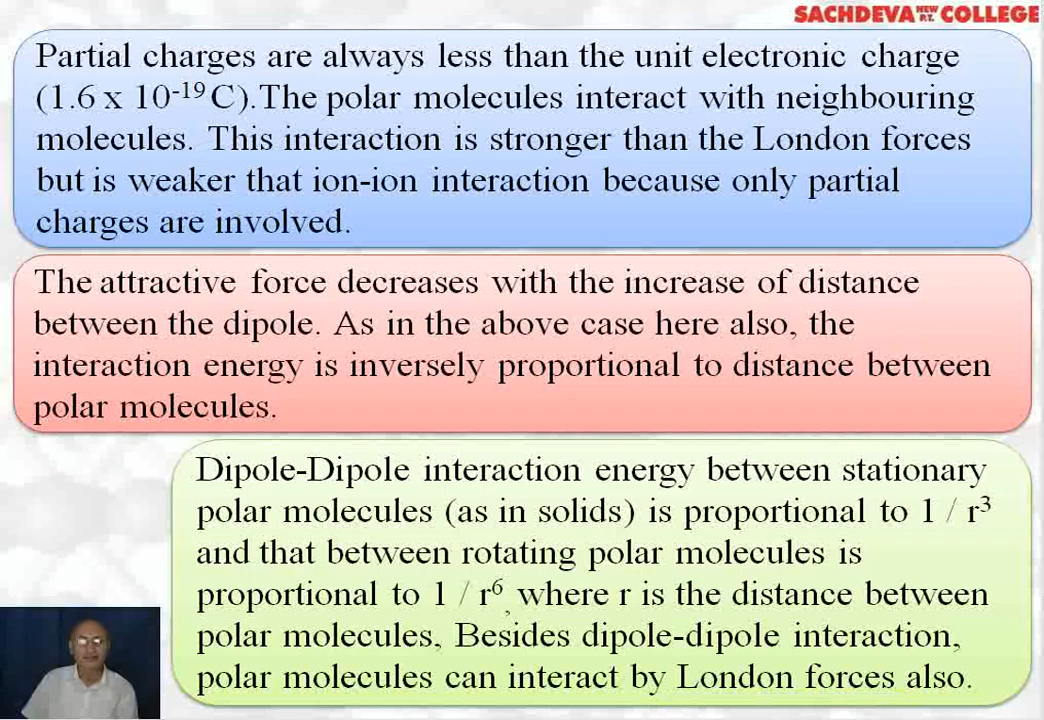 SACHDEVA NEW P.T. COLLEGE
Partial charges are always less than the unit electronic charge
(1.6 x 10⁻¹⁹ C).The polar molecules interact with neighbouring
molecules. This interaction is stronger than the London forces
but is weaker that ion-ion interaction because only partial
charges are involved.
The attractive force decreases with the increase of distance
between the dipole. As in the above case here also, the
interaction energy is inversely proportional to distance between
polar molecules.
Dipole-Dipole interaction energy between stationary
polar molecules (as in solids) is proportional to 1 / r³
and that between rotating polar molecules is
proportional to 1 / r⁶, where r is the distance between
polar molecules, Besides dipole-dipole interaction,
polar molecules can interact by London forces also.